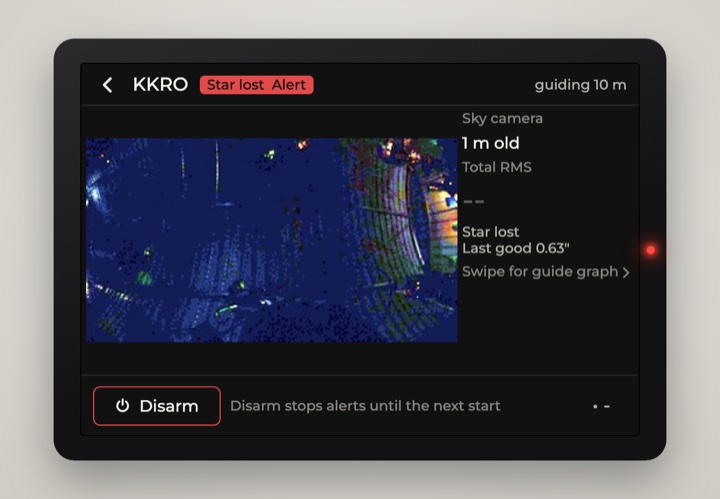 KKRO Star lost Alert guiding 10 m
Sky camera
1 m old
Total RMS
--
Star lost
Last good 0.63"
Swipe for guide graph
Disarm Disarm stops alerts until the next start